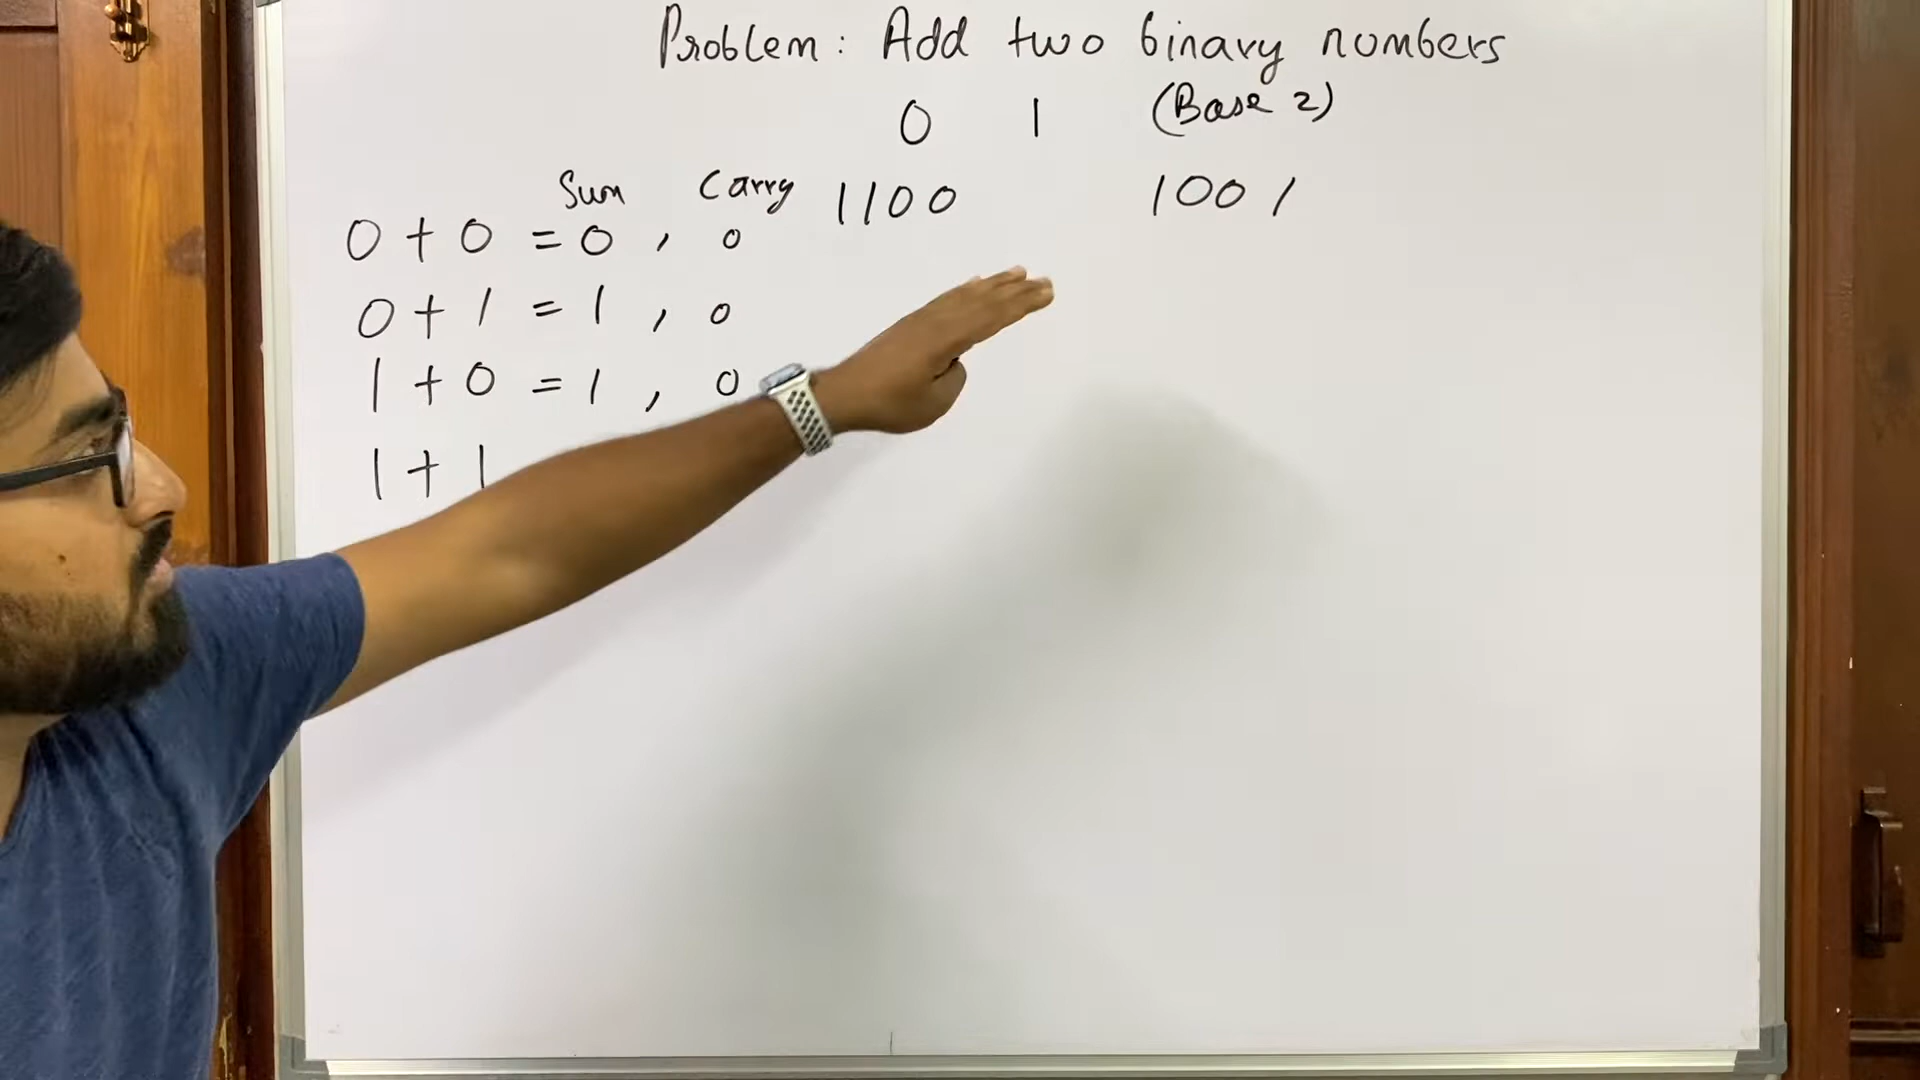 Problem: Add two binary numbers
0 1 (Base 2)
Sum Carry 1100 1001
0 + 0 = 0 , 0
0 + 1 = 1 , 0
1 + 0 = 1 , 0
1 + 1